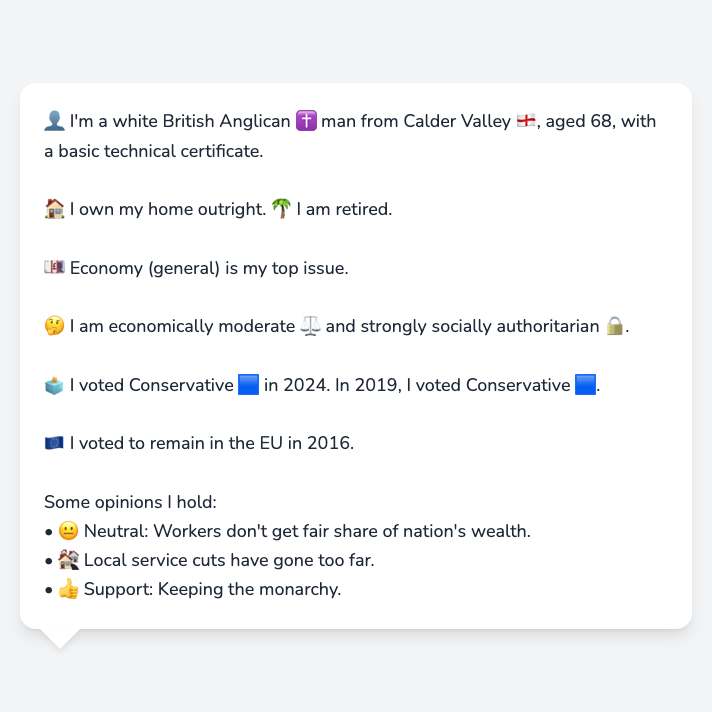 👤 I'm a white British Anglican ✝️ man from Calder Valley 🏴󠁧󠁢󠁥󠁮󠁧󠁿, aged 68, with
a basic technical certificate.
🏠 I own my home outright. 🌴 I am retired.
💷 Economy (general) is my top issue.
🤔 I am economically moderate ⚖️ and strongly socially authoritarian 🔒.
🗳️ I voted Conservative 🟦 in 2024. In 2019, I voted Conservative 🟦.
🇪🇺 I voted to remain in the EU in 2016.
Some opinions I hold:
• 😐 Neutral: Workers don't get fair share of nation's wealth.
• 🏚️ Local service cuts have gone too far.
• 👍 Support: Keeping the monarchy.